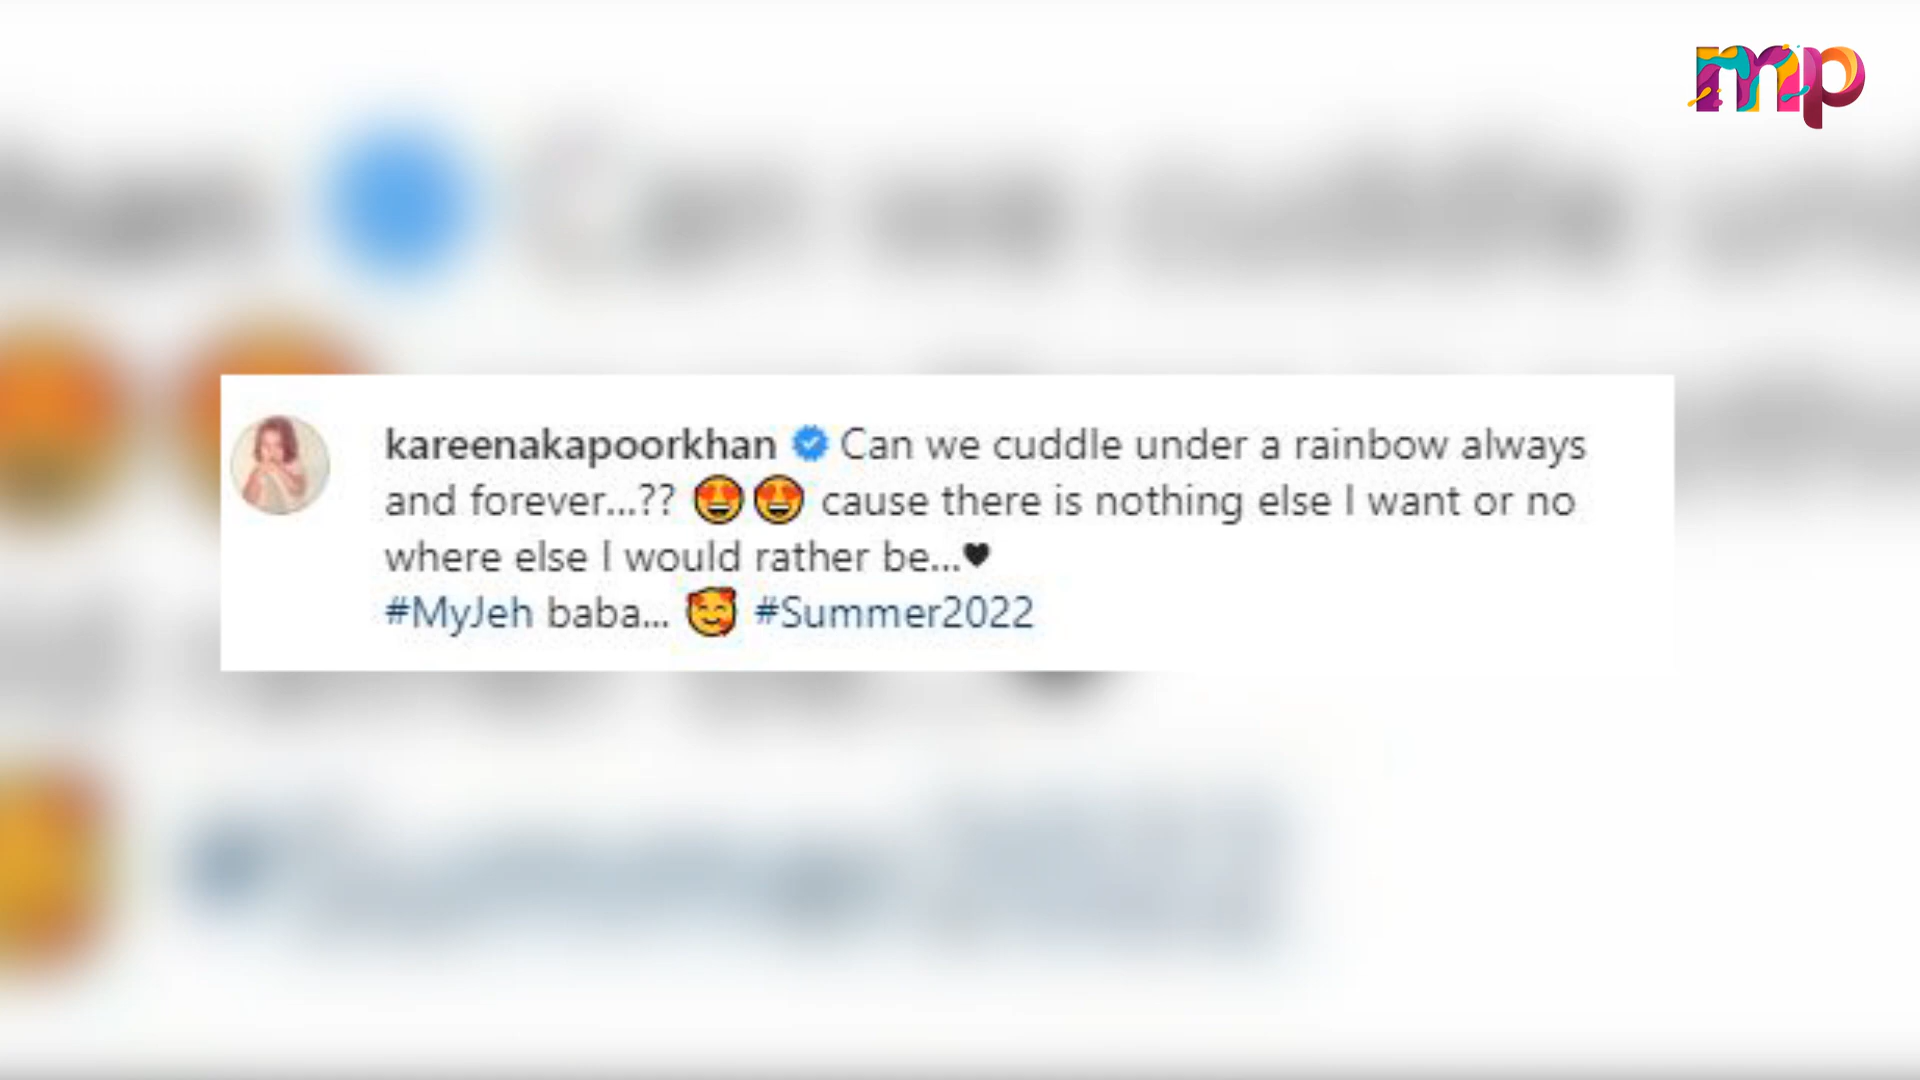 mp
kareenakapoorkhan Can we cuddle under a rainbow always
and forever...?? 😍😍 cause there is nothing else I want or no
where else I would rather be...♥
#MyJeh baba... 🥰 #Summer2022